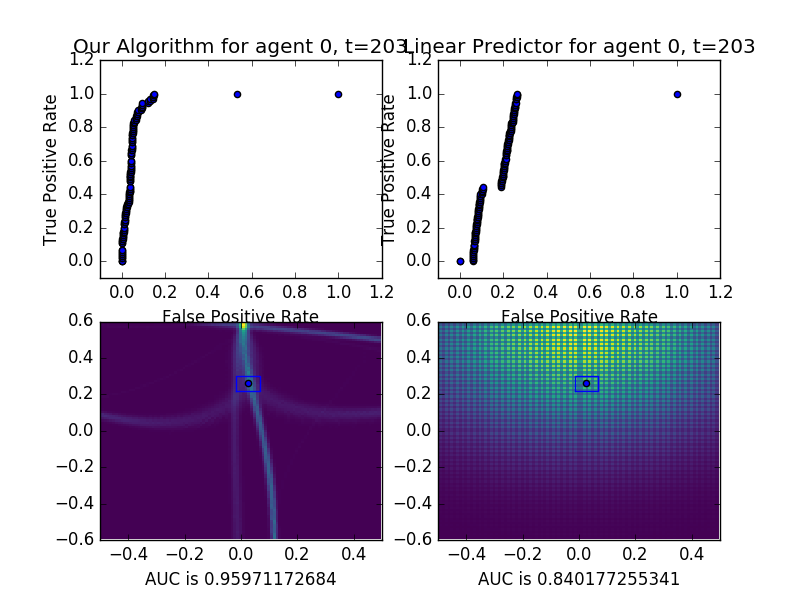 Our Algorithm for agent 0, t=203
Linear Predictor for agent 0, t=203
True Positive Rate
1.2
1.0
0.8
0.6
0.4
0.2
0.0
0.0 0.2 0.4 0.6 0.8 1.0 1.2
False Positive Rate
True Positive Rate
1.2
1.0
0.8
0.6
0.4
0.2
0.0
0.0 0.2 0.4 0.6 0.8 1.0 1.2
False Positive Rate
0.6
0.4
0.2
0.0
−0.2
−0.4
−0.6
−0.4 −0.2 0.0 0.2 0.4
AUC is 0.95971172684
0.6
0.4
0.2
0.0
−0.2
−0.4
−0.6
−0.4 −0.2 0.0 0.2 0.4
AUC is 0.840177255341